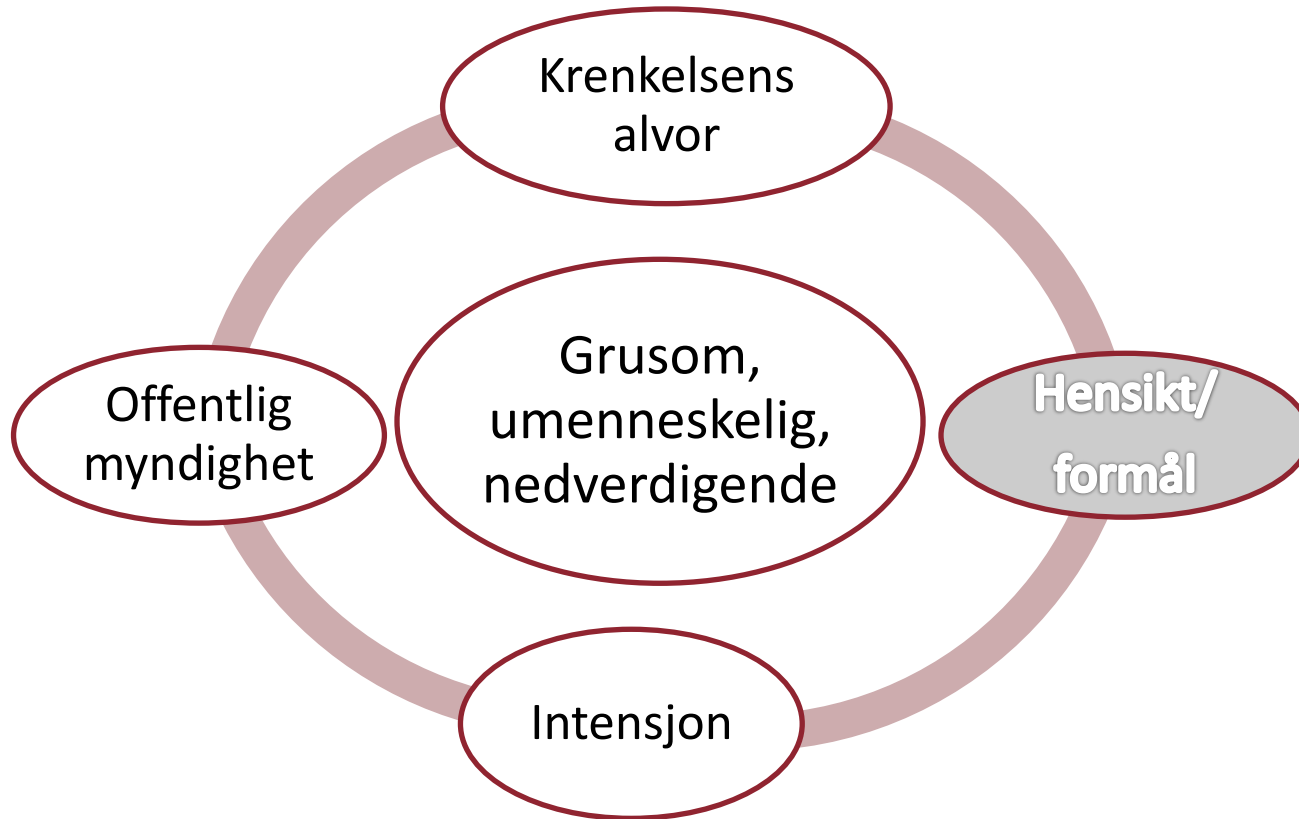 Krenkelsens
alvor
Grusom,
umenneskelig,
nedverdigende
Offentlig
myndighet
Hensikt/
formål
Intensjon